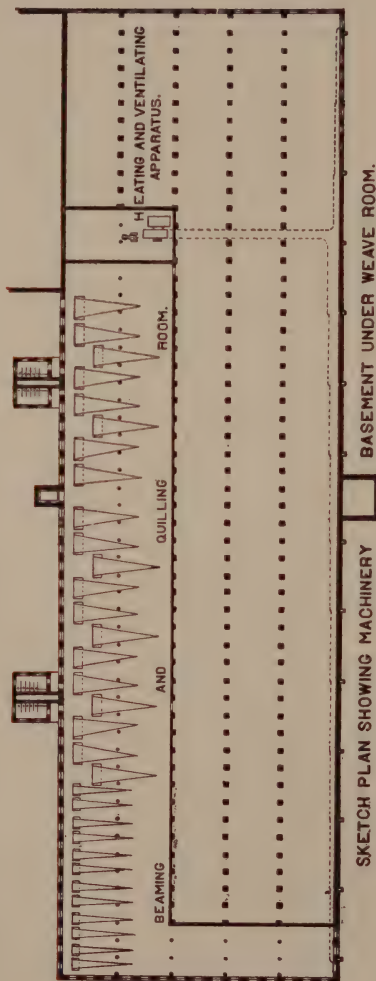 HEATING AND VENTILATING
APPARATUS.
BEAMING AND QUILLING ROOM.
SKETCH PLAN SHOWING MACHINERY BASEMENT UNDER WEAVE ROOM.